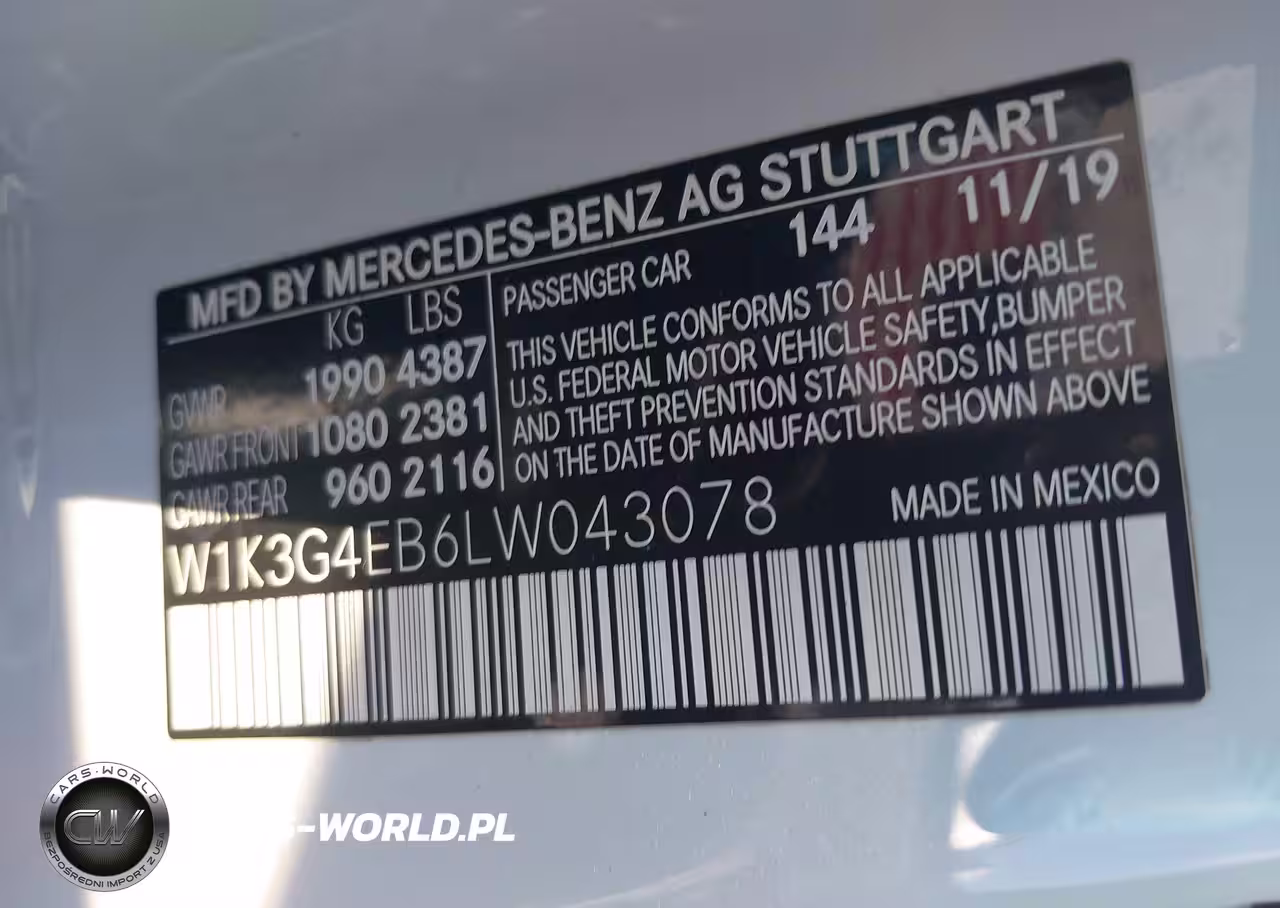 MFD BY MERCEDES-BENZ AG STUTTGART
KG LBS
GVWR 1990 4387
GAWR FRONT 1080 2381
GAWR REAR 960 2116
PASSENGER CAR 144 11/19
THIS VEHICLE CONFORMS TO ALL APPLICABLE
U.S. FEDERAL MOTOR VEHICLE SAFETY,BUMPER
AND THEFT PREVENTION STANDARDS IN EFFECT
ON THE DATE OF MANUFACTURE SHOWN ABOVE
W1K3G4EB6LW043078
MADE IN MEXICO
CARS-WORLD
CW
BEZPOŚREDNI IMPORT Z USA
S-WORLD.PL